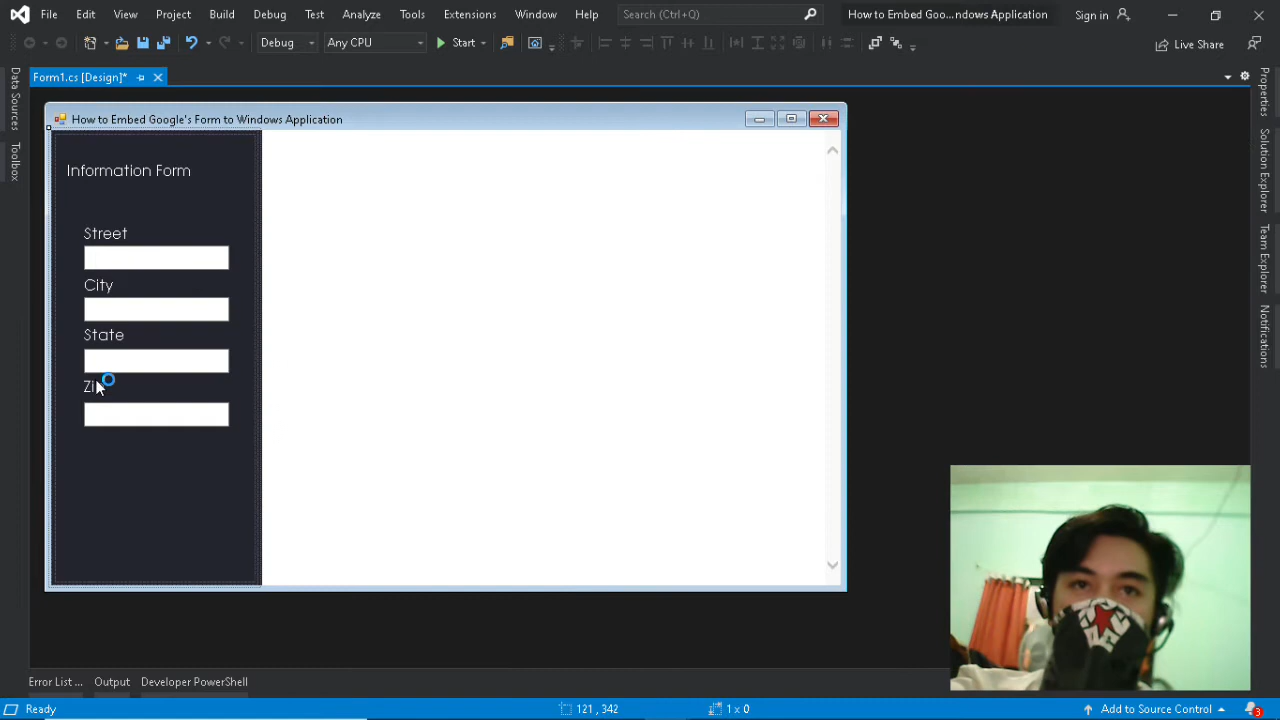 File Edit View Project Build Debug Test Analyze Tools Extensions Window Help Search (Ctrl+Q) How to Embed Goo...ndows Application Sign in
Debug Any CPU Start Live Share
Form1.cs [Design]*
Data Sources
Toolbox
How to Embed Google's Form to Windows Application
Information Form
Street
City
State
Properties
Solution Explorer
Team Explorer
Notifications
Error List ... Output Developer PowerShell
Ready 121 , 342 1 x 0 Add to Source Control 3